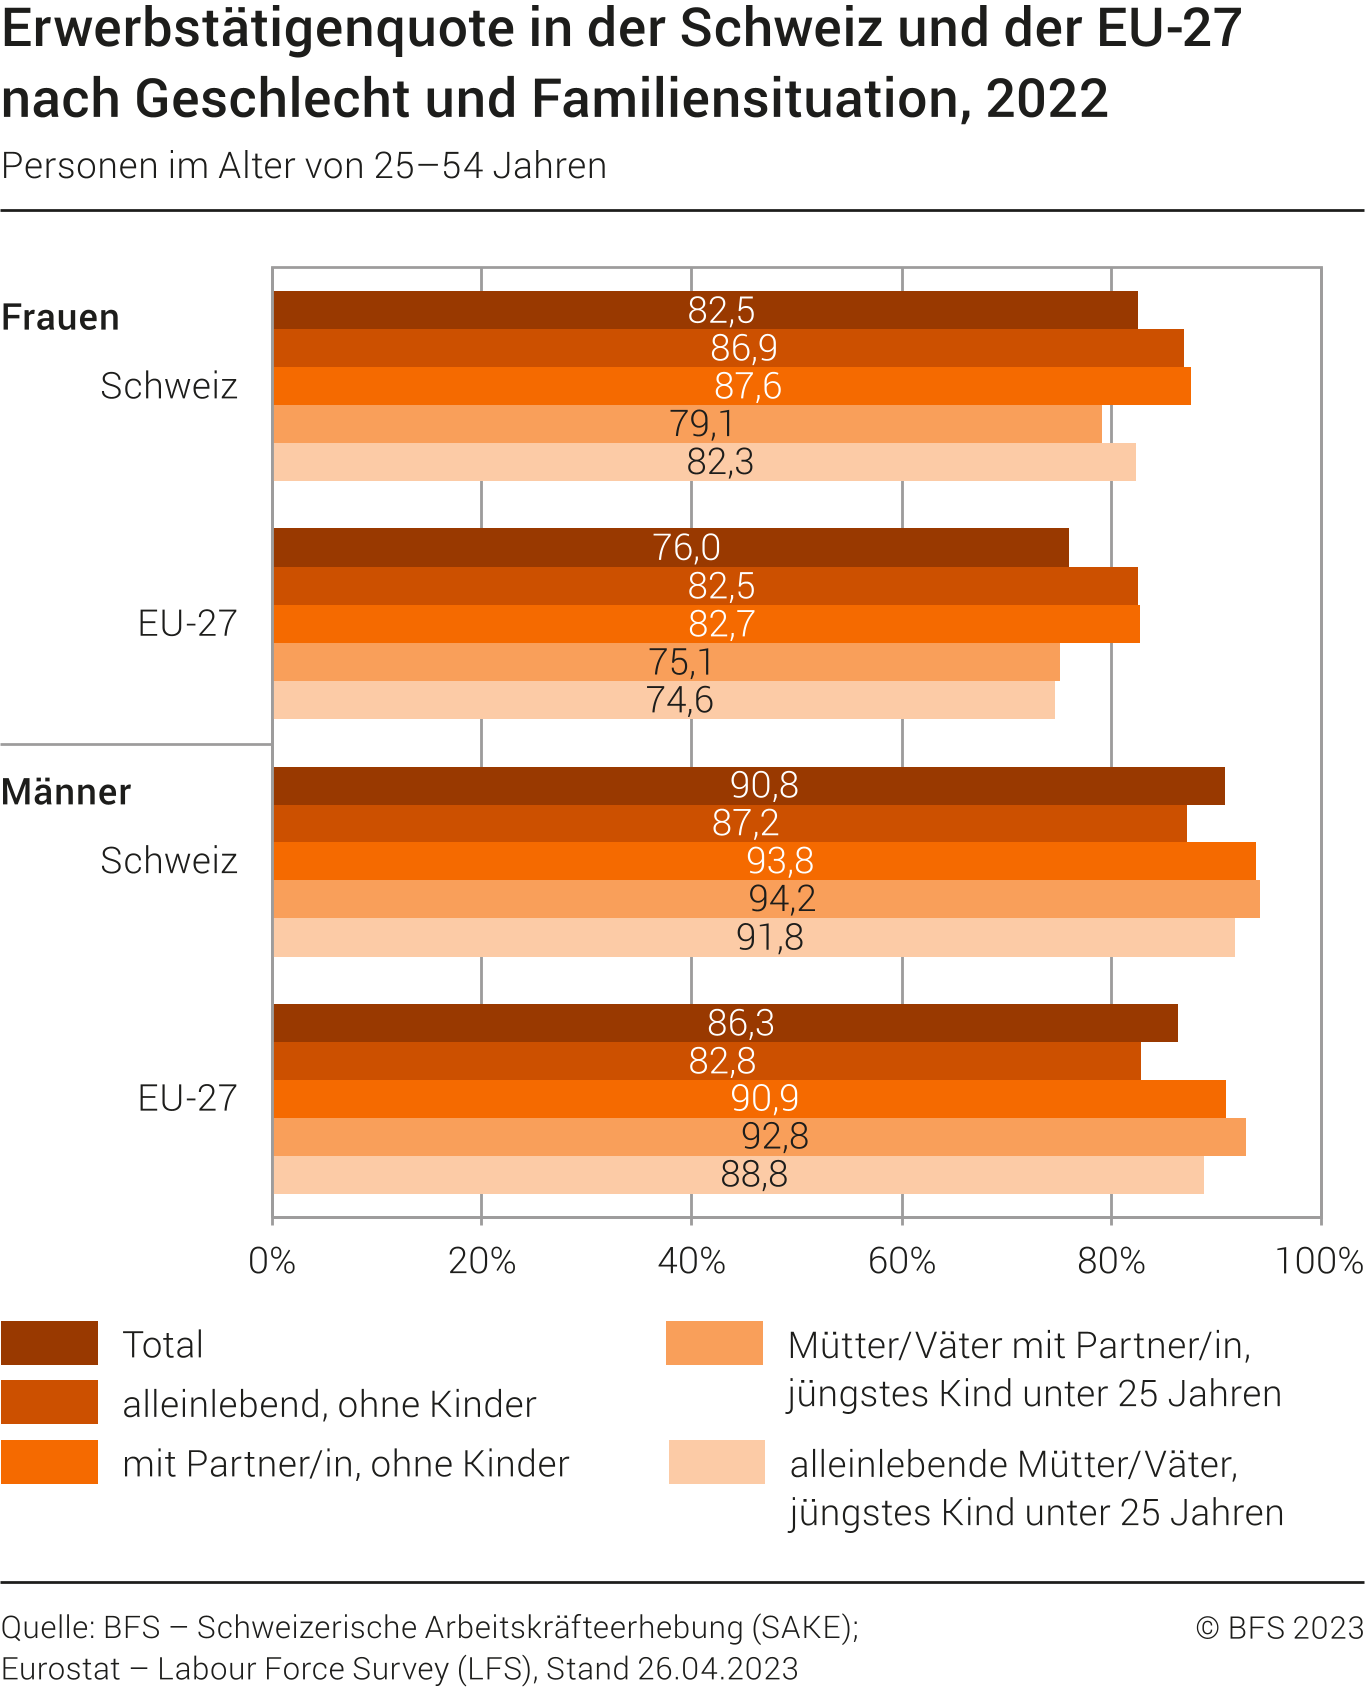 Erwerbstätigenquote in der Schweiz und der EU-27
nach Geschlecht und Familiensituation, 2022
Personen im Alter von 25–54 Jahren
Frauen
Schweiz
82,5
86,9
87,6
79,1
82,3
EU-27
76,0
82,5
82,7
75,1
74,6
Männer
Schweiz
90,8
87,2
93,8
94,2
91,8
EU-27
86,3
82,8
90,9
92,8
88,8
0% 20% 40% 60% 80% 100%
Total
alleinlebend, ohne Kinder
mit Partner/in, ohne Kinder
Mütter/Väter mit Partner/in,
jüngstes Kind unter 25 Jahren
alleinlebende Mütter/Väter,
jüngstes Kind unter 25 Jahren
Quelle: BFS – Schweizerische Arbeitskräfteerhebung (SAKE);
Eurostat – Labour Force Survey (LFS), Stand 26.04.2023
© BFS 2023